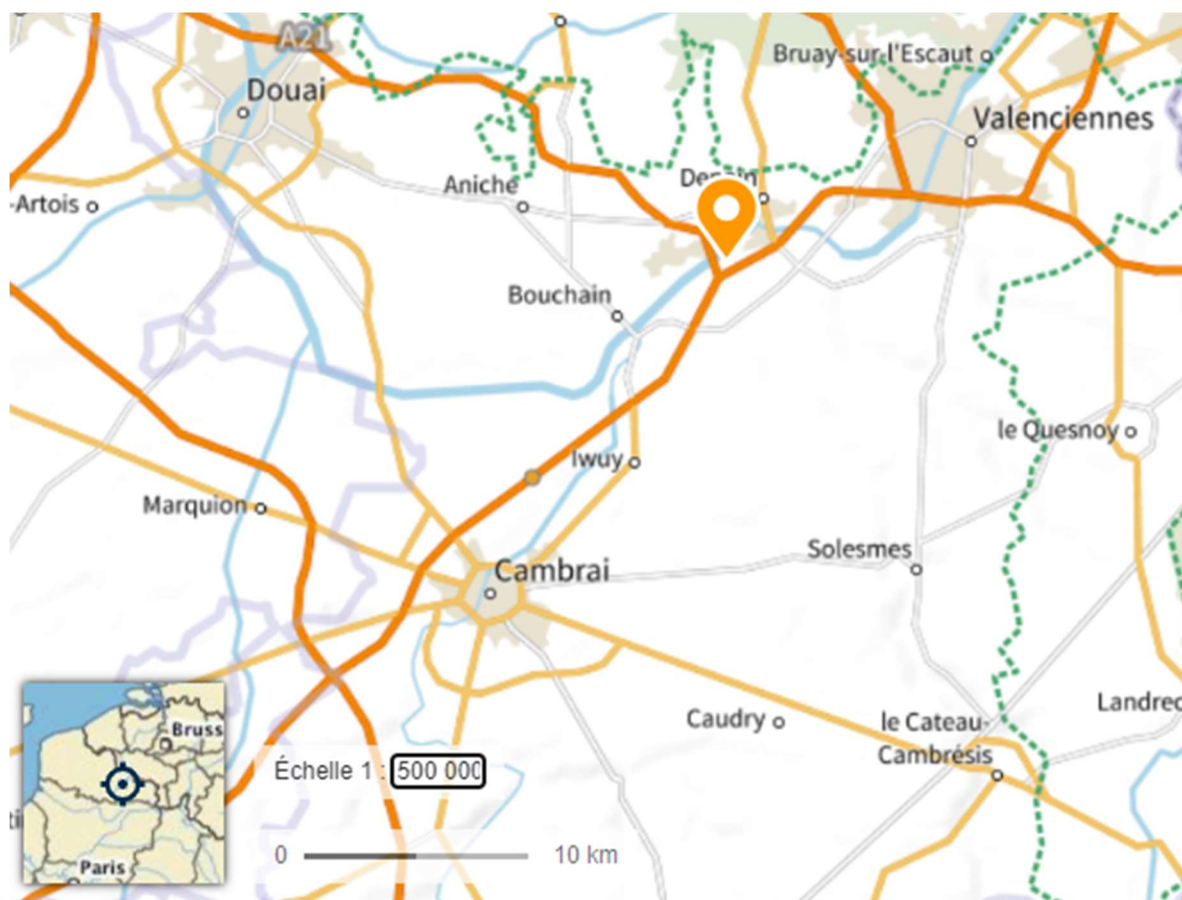 A21
Bruay-sur-l'Escaut
Douai
Valenciennes
Aniche
Denain
-Artois
Bouchain
le Quesnoy
Iwuy
Marquion
Solesmes
Cambrai
Landrec
Caudry
le Cateau-
Cambrésis
Bruss
Paris
Échelle 1 : 500 000
0 10 km